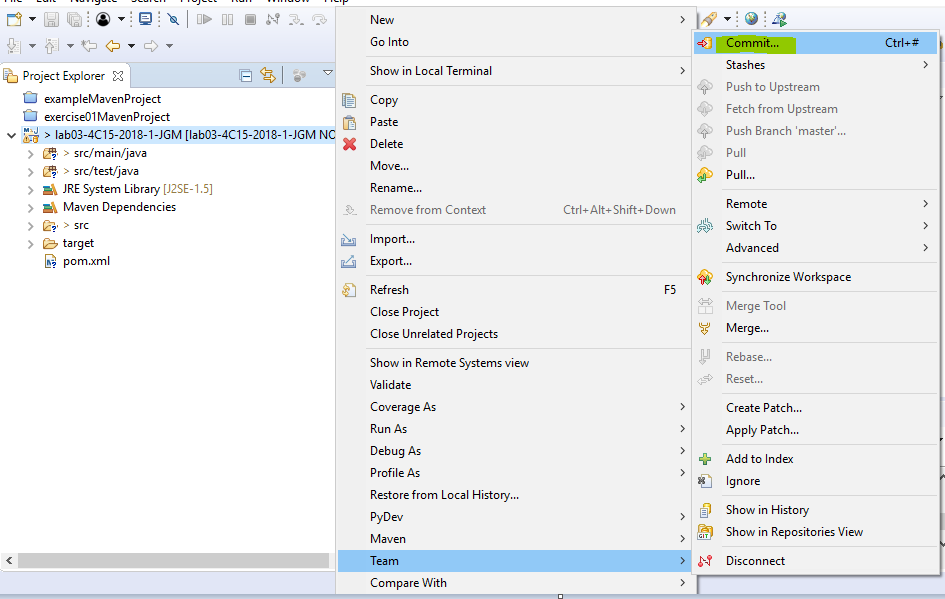 Project Explorer
exampleMavenProject
exercise01MavenProject
> lab03-4C15-2018-1-JGM [lab03-4C15-2018-1-JGM NO
> src/main/java
> src/test/java
JRE System Library [J2SE-1.5]
Maven Dependencies
> src
target
pom.xml
New
Go Into
Show in Local Terminal
Copy
Paste
Delete
Move...
Rename...
Remove from Context Ctrl+Alt+Shift+Down
Import...
Export...
Refresh F5
Close Project
Close Unrelated Projects
Show in Remote Systems view
Validate
Coverage As
Run As
Debug As
Profile As
Restore from Local History...
PyDev
Maven
Team
Compare With
Commit... Ctrl+#
Stashes
Push to Upstream
Fetch from Upstream
Push Branch 'master'...
Pull
Pull...
Remote
Switch To
Advanced
Synchronize Workspace
Merge Tool
Merge...
Rebase...
Reset...
Create Patch...
Apply Patch...
Add to Index
Ignore
Show in History
Show in Repositories View
Disconnect